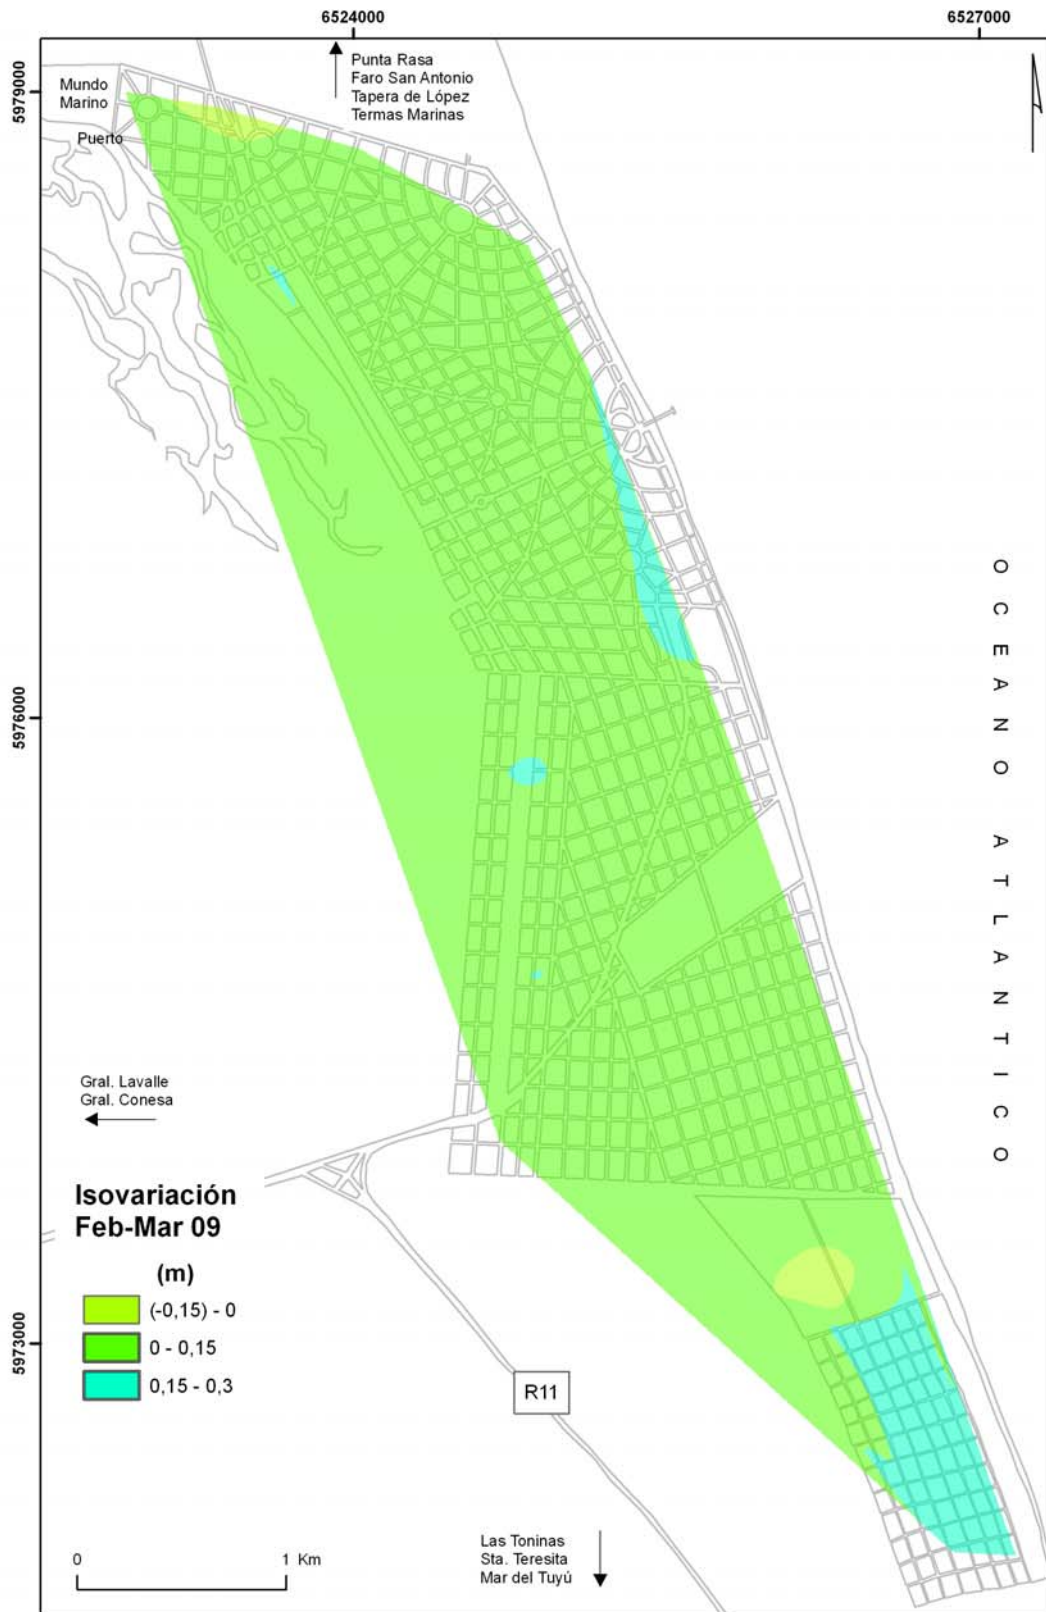 6524000
6527000
5979000
Mundo
Marino
Puerto
Punta Rasa
Faro San Antonio
Tapera de López
Termas Marinas
5976000
OCEANO ATLANTICO
Gral. Lavalle
Gral. Conesa
Isovariación
Feb-Mar 09
(m)
(-0,15) - 0
0 - 0,15
0,15 - 0,3
5973000
R11
0 1 Km
Las Toninas
Sta. Teresita
Mar del Tuyú